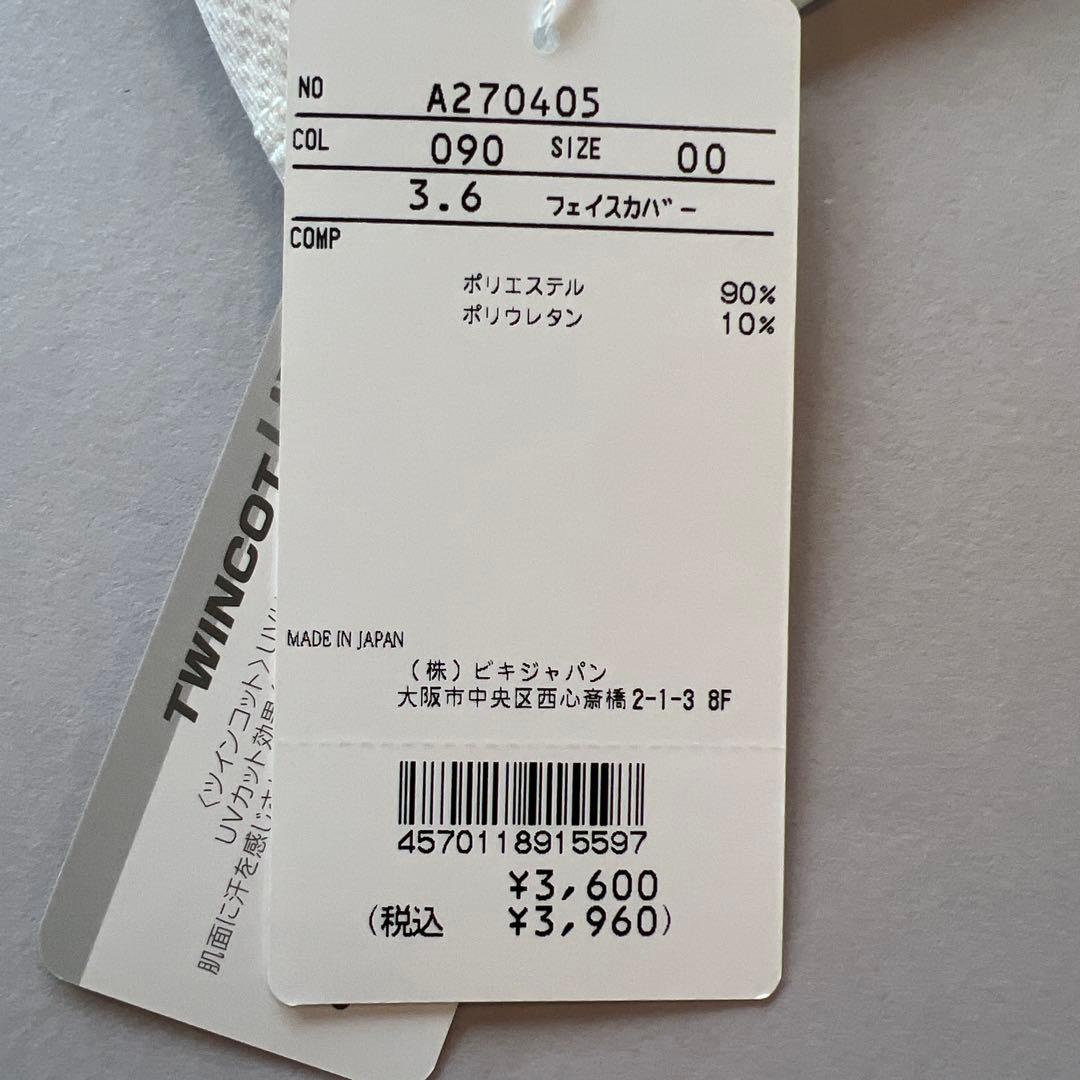 NO A270405
COL 090 SIZE 00
3.6 フェイスカバー
COMP
ポリエステル 90%
ポリウレタン 10%
MADE IN JAPAN
(株)ビキジャパン
大阪市中央区西心斎橋2-1-3 8F
4570118915597
¥3,600
(税込 ¥3,960)
TWINCOT
〈ツインコット〉UV
UVカット効果
肌面に汗を感じさ